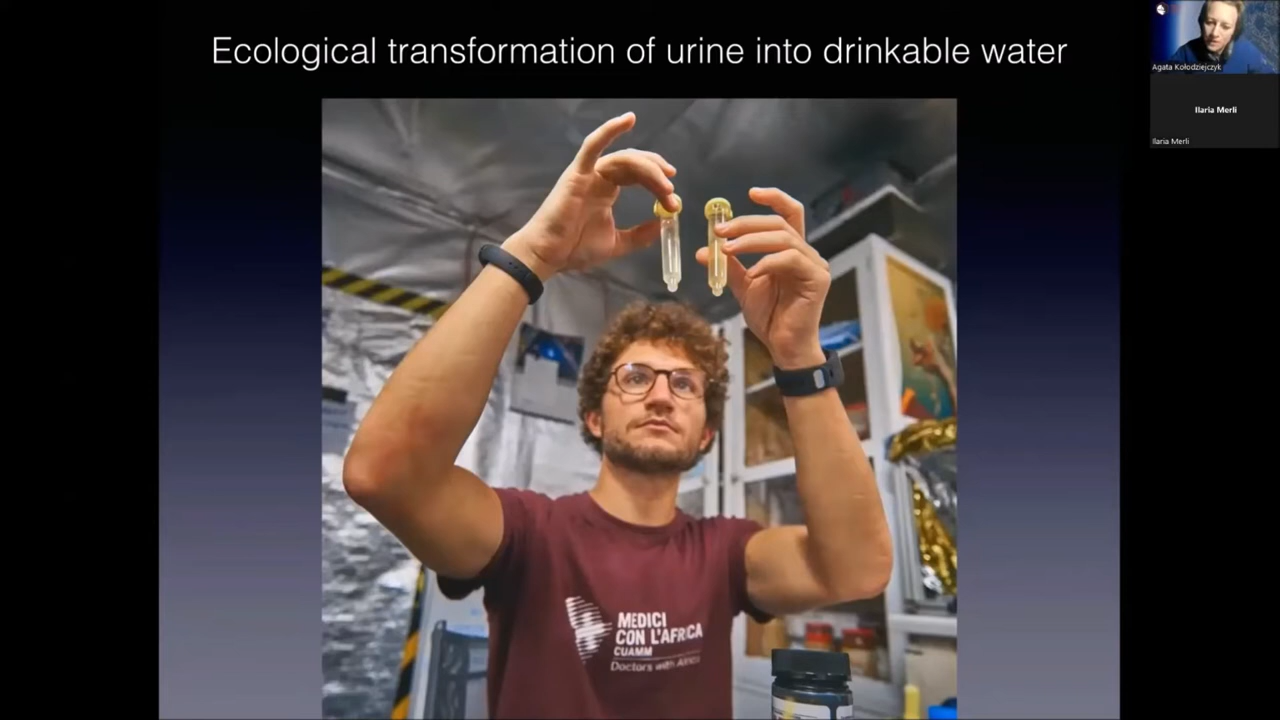 Ecological transformation of urine into drinkable water
Agata Kołodziejczyk
Ilaria Merli
Ilaria Merli
MEDICI
CON L'AFRICA
CUAMM
Doctors with Africa